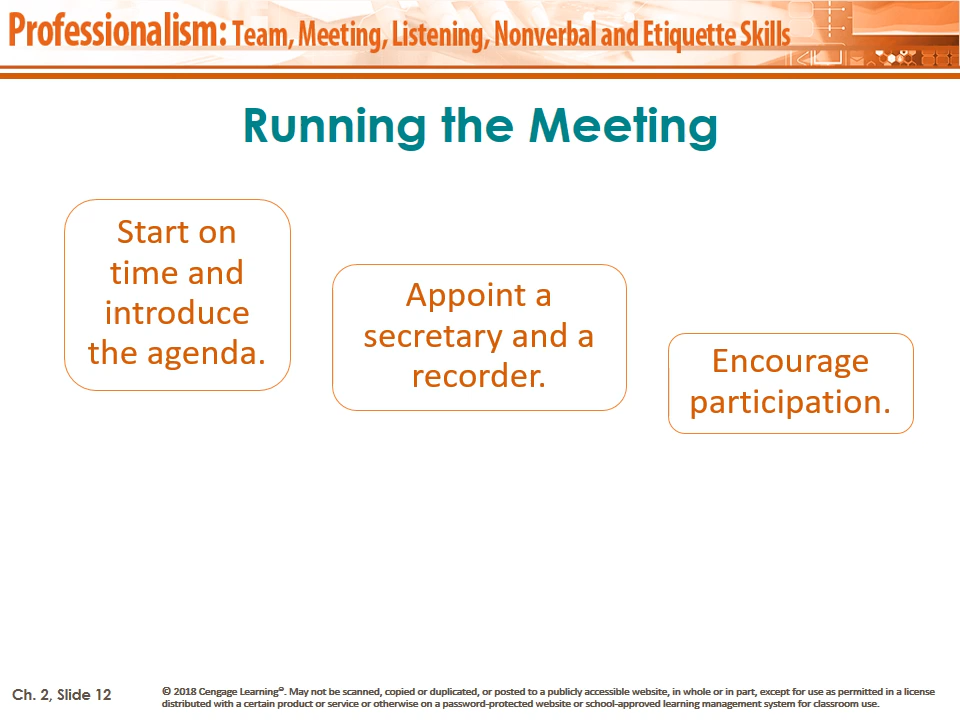 Professionalism: Team, Meeting, Listening, Nonverbal and Etiquette Skills
Running the Meeting
Start on
time and
introduce
the agenda.
Appoint a
secretary and a
recorder.
Encourage
participation.
Ch. 2, Slide 12
© 2018 Cengage Learning®. May not be scanned, copied or duplicated, or posted to a publicly accessible website, in whole or in part, except for use as permitted in a license
distributed with a certain product or service or otherwise on a password-protected website or school-approved learning management system for classroom use.